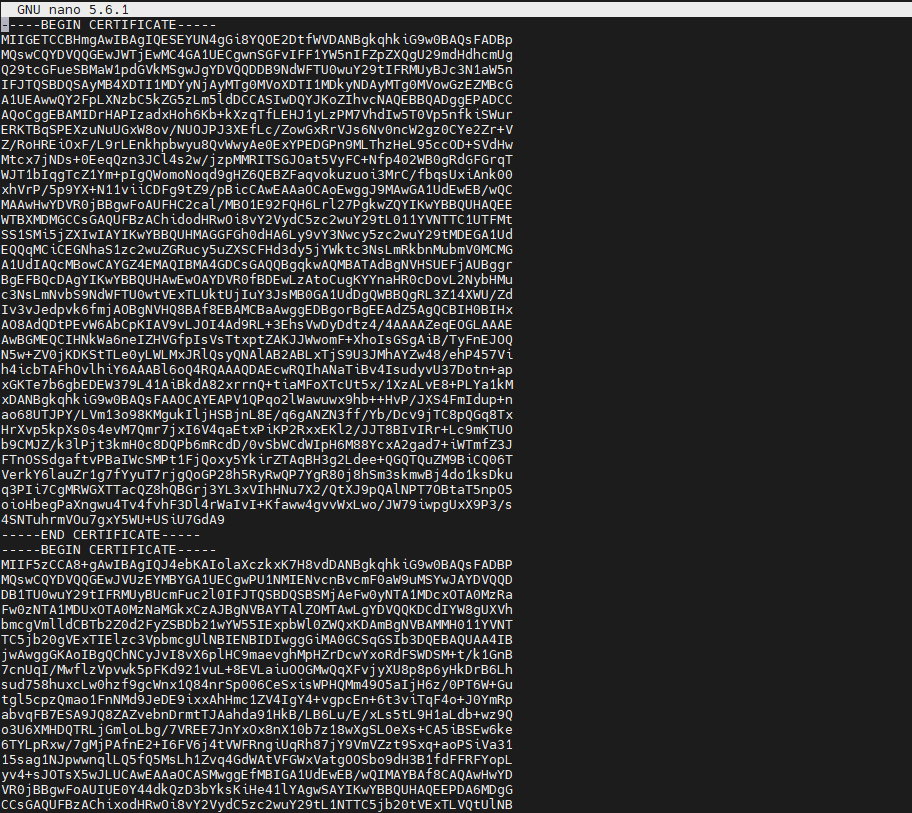 GNU nano 5.6.1
-----BEGIN CERTIFICATE-----
MIIGETCCBHmgAwIBAgIQESEYUN4gGi8YQOE2DtfWVDANBgkqhkiG9w0BAQsFADBp
MQswCQYDVQQGEwJWTjEwMC4GA1UECgwnSGFvIFF1YW5nIFZpZXQgU29mdHdhcmUg
Q29tcGFueSBMaW1pdGVkMSgwJgYDVQQDDB9NdWFTU0wuY29tIFRMUyBJc3N1aW5n
IFJTQSBDQSAyMB4XDTI1MDYyNjAyMTg0MVoXDTI1MDkyNDAyMTg0MVowGzEZMBcG
A1UEAwwQY2FpLXNzbC5kZG5zLm5ldDCCASIwDQYJKoZIhvcNAQEBBQADggEPADCC
AQoCggEBAMIDrHAPIzadxHoh6Kb+kXzqTfLEHJ1yLzPM7VhdIw5T0Vp5nfkiSWur
ERKTBqSPEXzuNuUGxW8ov/NUOJPJ3XEfLc/ZowGxRrVJs6Nv0ncW2gz0CYe2Zr+V
Z/RoHREiOxF/L9rLEnkhpbwyu8QvWwyAe0ExYPEDGPn9MLThzHeL95ccOD+SVdHw
Mtcx7jNDs+0EeqQzn3JCl4s2w/jzpMMRITSGJOat5VyFC+Nfp402WB0gRdGFGrqT
WJT1bIqgTcZ1Ym+pIgQWomoNoqd9gHZ6QEBZFaqvokuzuoi3MrC/fbqsUxiAnk00
xhVrP/5p9YX+N11viiCDFg9tZ9/pBicCAwEAAaOCAoEwggJ9MAwGA1UdEwEB/wQC
MAAwHwYDVR0jBBgwFoAUFHC2cal/MBO1E92FQH6Lrl27PgkwZQYIKwYBBQUHAQEE
WTBXMDMGCCsGAQUFBzAChidodHRwOi8vY2VydC5zc2wuY29tL011YVNTTC1UTFMt
SS1SMi5jZXIwIAYIKwYBBQUHMAGGFGh0dHA6Ly9vY3Nwcy5zc2wuY29tMDEGA1Ud
EQQqMCiCEGNhaS1zc2wuZGRucy5uZXSCFHd3dy5jYWktc3NsLmRkbnMubmV0MCMG
A1UdIAQcMBowCAYGZ4EMAQIBMA4GDCsGAQQBgqkwAQMBATAdBgNVHSUEFjAUBggr
BgEFBQcDAgYIKwYBBQUHAwEwOAYDVR0fBDEwLzAtoCugKYYnaHR0cDovL2NybHMu
c3NsLmNvbS9NdWFTU0wtVExTLUktUjIuY3JsMB0GA1UdDgQWBBQgRL3Z14XWU/Zd
Iv3vJedpvk6fmjAOBgNVHQ8BAf8EBAMCBaAwggEDBgorBgEEAdZ5AgQCBIH0BIHx
AO8AdQDtPEvW6AbCpKIAV9vLJOI4Ad9RL+3EhsVwDyDdtz4/4AAAAZeqEOGLAAAE
AwBGMEQCIHNkWa6neIZHVGfpIsVsTtxptZAKJJWwomF+XhoIsGSgAiB/TyFnEJOQ
N5w+ZV0jKDKStTLe0yLWLMxJRlQsyQNAlAB2ABLxTjS9U3JMhAYZw48/ehP457Vi
h4icbTAFhOvlhiY6AAABl6oQ4RQAAAQDAEcwRQIhANaTiBv4IsudyvU37Dotn+ap
xGKTe7b6gbEDEW379L41AiBkdA82xrrnQ+tiaMFoXTcUt5x/1XzALvE8+PLYa1kM
xDANBgkqhkiG9w0BAQsFAAOCAYEAPV1QPqo2lWawuwx9hb++HvP/JXS4FmIdup+n
ao68UTJPY/LVm13o98KMgukIljHSBjnL8E/q6gANZN3ff/Yb/Dcv9jTC8pQGq8Tx
HrXvp5kpXs0s4evM7Qmr7jxI6V4qaEtxPiKP2RxxEKl2/JJT8BIvIRr+Lc9mKTUO
b9CMJZ/k3lPjt3kmH0c8DQPb6mRcdD/0vSbWCdWIpH6M88YcxA2gad7+iWTmfZ3J
FTnOSSdgaftvPBaIWcSMPt1FjQoxy5YkirZTAqBH3g2Ldee+QGQTQuZM9BiCQ06T
VerkY6lauZr1g7fYyuT7rjgQoGP28h5RyRwQP7YgR80j8hSm3skmwBj4do1ksDku
q3PIi7CgMRWGXTTacQZ8hQBGrj3YL3xVIhHNu7X2/QtXJ9pQAlNPT7OBtaT5npO5
oioHbegPaXngwu4Tv4fvhF3Dl4rWaIvI+Kfaww4gvvWxLwo/JW79iwpgUxX9P3/s
4SNTuhrmVOu7gxY5WU+USiU7GdA9
-----END CERTIFICATE-----
-----BEGIN CERTIFICATE-----
MIIF5zCCA8+gAwIBAgIQJ4ebKAIolaXczkxK7H8vdDANBgkqhkiG9w0BAQsFADBp
MQswCQYDVQQGEwJVUzEYMBYGA1UECgwPU1NMIENvcnBvcmF0aW9uMSYwJAYDVQQD
DB1TU0wuY29tIFRMUyBUcmFuc2l0IFJTQSBDQSBSMjAeFw0yNTA1MDcxOTA0MzRa
Fw0zNTA1MDUxOTA0MzNaMGkxCzAJBgNVBAYTAlZOMTAwLgYDVQQKDCdIYW8gUXVh
bmcgVmlldCBTb2Z0d2FyZSBDb21wYW55IExpbWl0ZWQxKDAmBgNVBAMMH011YVNT
TC5jb20gVExTIElzc3VpbmcgUlNBIENBIDIwggGiMA0GCSqGSIb3DQEBAQUAA4IB
jwAwggGKAoIBgQChNCyJvI8vX6plHC9maevghMpHZrDcwYxoRdFSWDSM+t/k1GnB
7cnUqI/MwflzVpvwk5pFKd921vuL+8EVLaiuOOGMwQqXFvjyXU8p8p6yHkDrB6Lh
sud758huxcLw0hzf9gcWnx1Q84nrSp006CeSxisWPHQMm49O5aIjH6z/0PT6W+Gu
tgl5cpzQmao1FnNMd9JeDE9ixxAhHmc1ZV4IgY4+vgpcEn+6t3viTqF4o+J0YmRp
abvqFB7ESA9JQ8ZAZvebnDrmtTJAahda91HkB/LB6Lu/E/xLs5tL9H1aLdb+wz9Q
o3U6XMHDQTRLjGmloLbg/7VREE7JnYxOx8nX10b7z18wXgSLOeXs+CA5iBSEw6ke
6TYLpRxw/7gMjPAfnE2+I6FV6j4tVWFRngiUqRh87jY9VmVZzt9Sxq+aoPSiVa31
15sag1NJpwwnqlLQ5fQ5MsLh1Zvq4GdWAtVFGWxVatgOOSbo9dH3B1fdFFRFYopL
yv4+sJOTsX5wJLUCAwEAAaOCASMwggEfMBIGA1UdEwEB/wQIMAYBAf8CAQAwHwYD
VR0jBBgwFoAUIUE0Y44dkQzD3bYksKiHe41lYAgwSAYIKwYBBQUHAQEEPDA6MDgG
CCsGAQUFBzAChixodHRwOi8vY2VydC5zc2wuY29tL1NTTC5jb20tVExTLVQtUlNB